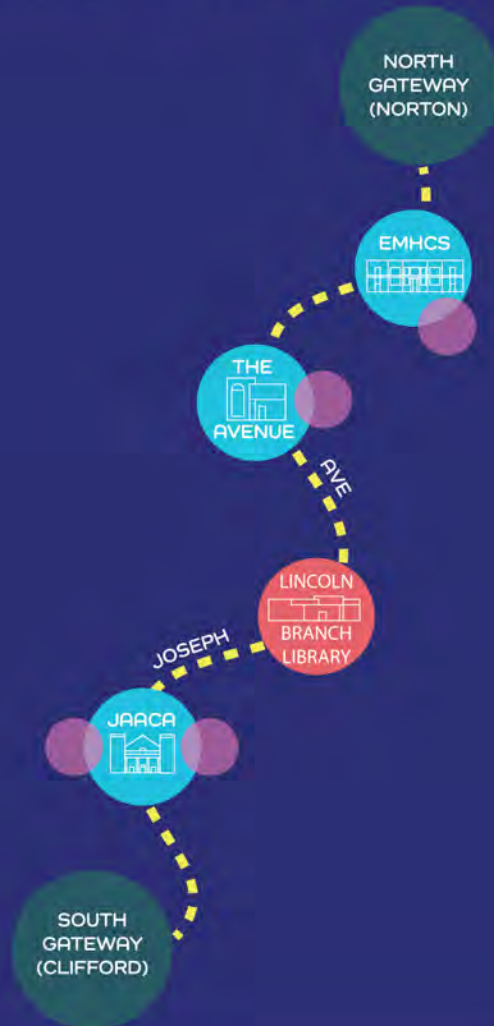 NORTH
GATEWAY
(NORTON)
EMHCS
THE
AVENUE
AVE
LINCOLN
BRANCH
LIBRARY
JOSEPH
JAACA
SOUTH
GATEWAY
(CLIFFORD)